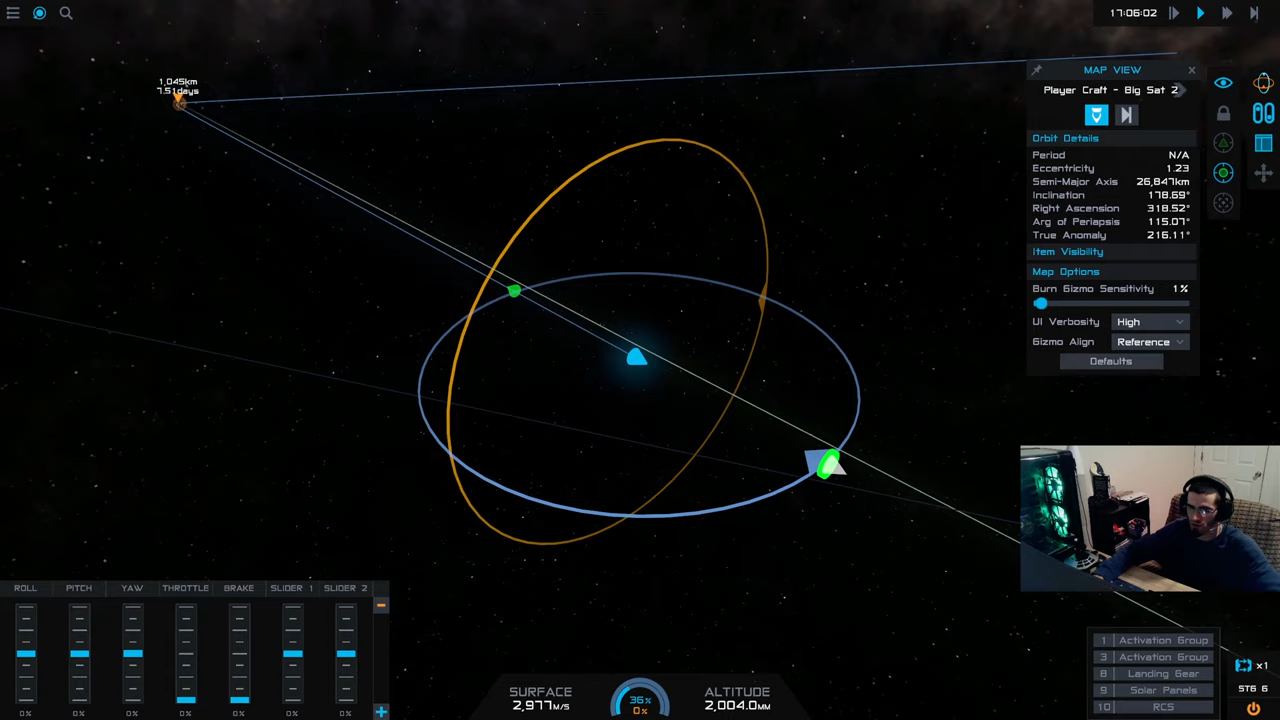 17:06:02
1,045km
7.51days
MAP VIEW
Player Craft - Big Sat 2
Orbit Details
Period N/A
Eccentricity 1.23
Semi-Major Axis 26,847km
Inclination 178.69°
Right Ascension 318.52°
Arg of Periapsis 115.07°
True Anomaly 216.11°
Item Visibility
Map Options
Burn Gizmo Sensitivity 1%
UI Verbosity High
Gizmo Align Reference
Defaults
ROLL PITCH YAW THROTTLE BRAKE SLIDER 1 SLIDER 2
0% 0% 0% 0% 0% 0% 0%
SURFACE
2,977M/S
36%
0%
ALTITUDE
2,004.0MM
1 Activation Group
3 Activation Group
8 Landing Gear
9 Solar Panels
10 RCS
x1
STG 6